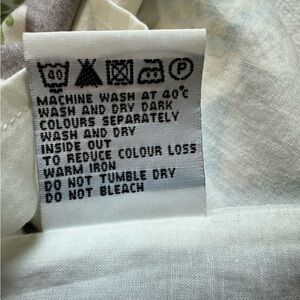 40 P
MACHINE WASH AT 40°C
WASH AND DRY DARK
COLOURS SEPARATELY
WASH AND DRY
INSIDE OUT
TO REDUCE COLOUR LOSS
WARM IRON
DO NOT TUMBLE DRY
DO NOT BLEACH